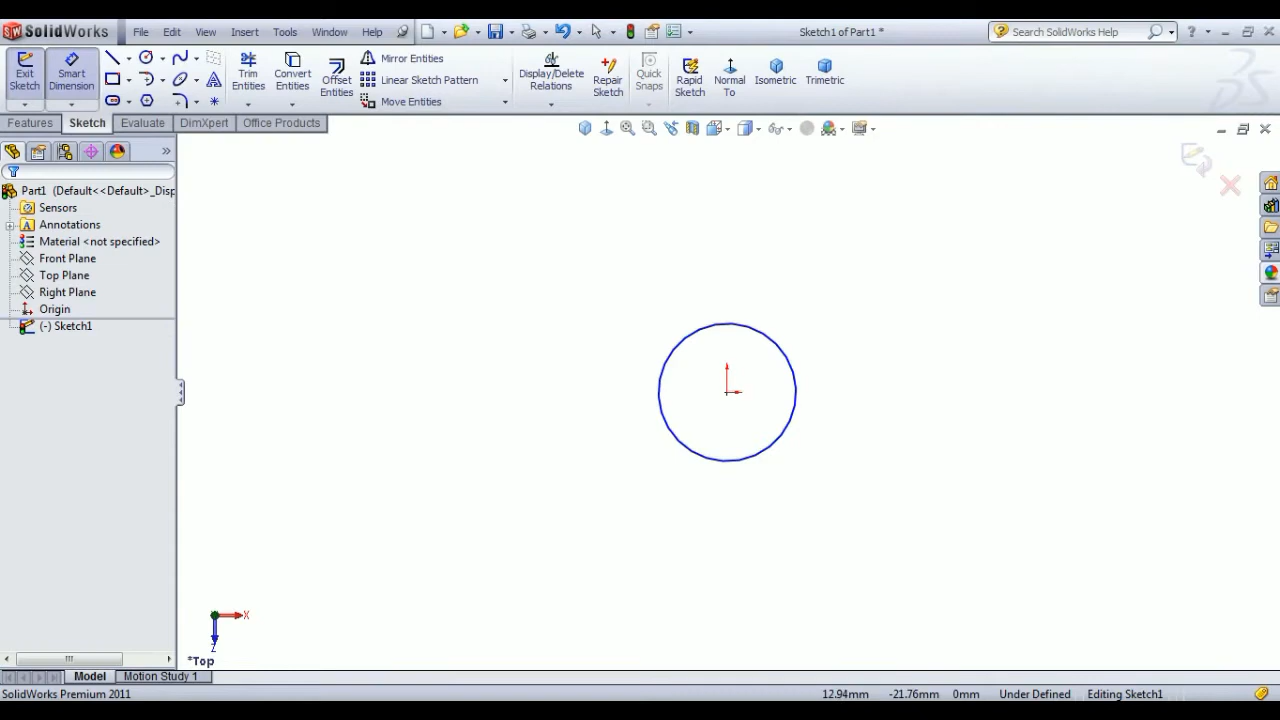 SolidWorks File Edit View Insert Tools Window Help Sketch1 of Part1 * Search SolidWorks Help
Exit Sketch
Smart Dimension
Trim Entities
Convert Entities
Offset Entities
Mirror Entities
Linear Sketch Pattern
Move Entities
Display/Delete Relations
Repair Sketch
Quick Snaps
Rapid Sketch
Normal To
Isometric
Trimetric
Features Sketch Evaluate DimXpert Office Products
Part1 (Default<<Default>_Disp
Sensors
Annotations
Material <not specified>
Front Plane
Top Plane
Right Plane
Origin
(-) Sketch1
X
Z
*Top
Model Motion Study 1
SolidWorks Premium 2011 12.94mm -21.76mm 0mm Under Defined Editing Sketch1